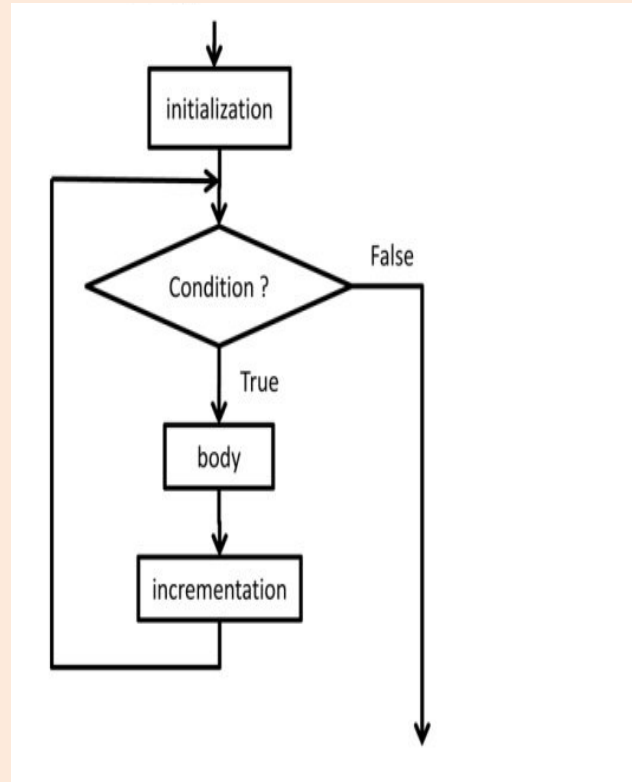 initialization
Condition ?
False
True
body
incrementation